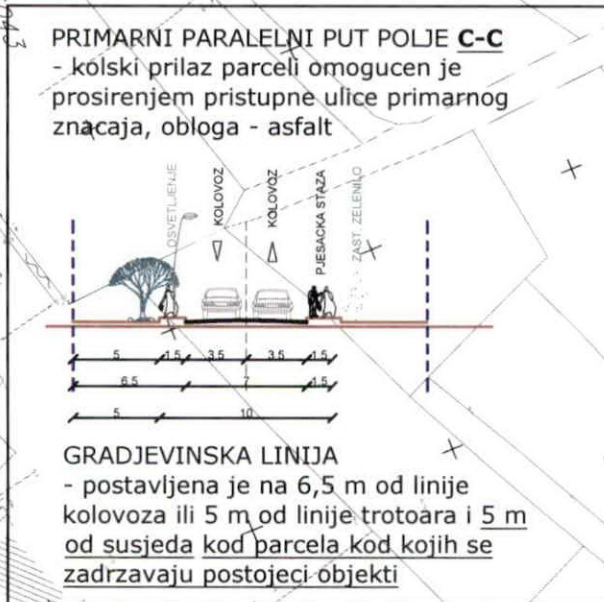 943
PRIMARNI PARALELNI PUT POLJE C-C
- kolski prilaz parceli omogucen je
prosirenjem pristupne ulice primarnog
znacaja, obloga - asfalt
OSVETLJENJE
KOLOVOZ
KOLOVOZ
PJESACKA STAZA
ZAST. ZELENILO
5 1.5 3.5 3.5 1.5
6.5 7 1.5
5 10
GRADJEVINSKA LINIJA
- postavljena je na 6,5 m od linije
kolovoza ili 5 m od linije trotoara i 5 m
od susjeda kod parcela kod kojih se
zadrzavaju postojeci objekti